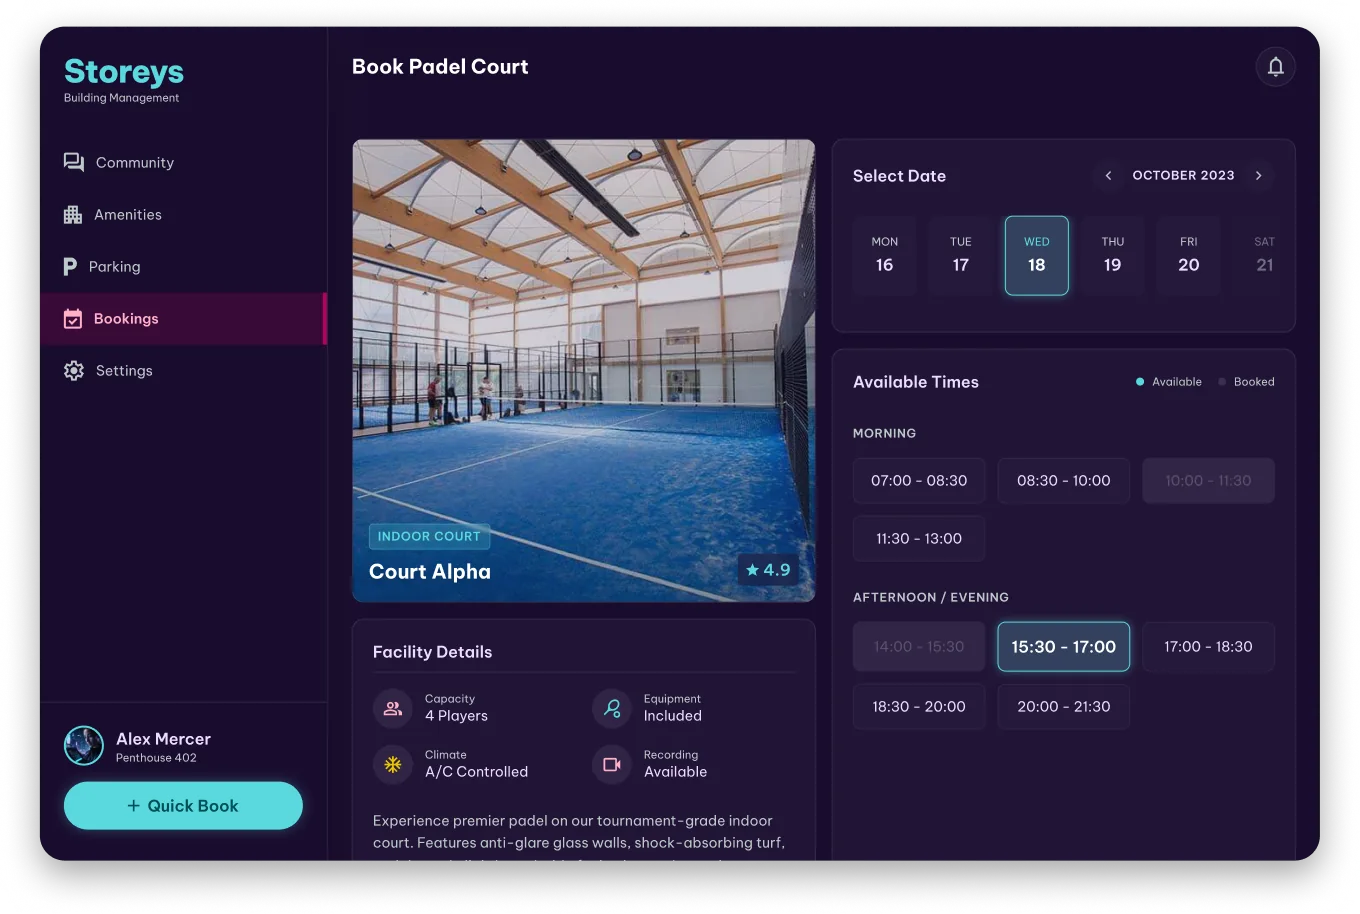 Storeys
Building Management
Community
Amenities
Parking
Bookings
Settings
Alex Mercer
Penthouse 402
+ Quick Book
Book Padel Court
INDOOR COURT
Court Alpha
★ 4.9
Facility Details
Capacity
4 Players
Equipment
Included
Climate
A/C Controlled
Recording
Available
Experience premier padel on our tournament-grade indoor
court. Features anti-glare glass walls, shock-absorbing turf,
Select Date
OCTOBER 2023
MON TUE WED THU FRI SAT
16 17 18 19 20 21
Available Times
Available Booked
MORNING
07:00 - 08:30 08:30 - 10:00 10:00 - 11:30
11:30 - 13:00
AFTERNOON / EVENING
14:00 - 15:30 15:30 - 17:00 17:00 - 18:30
18:30 - 20:00 20:00 - 21:30